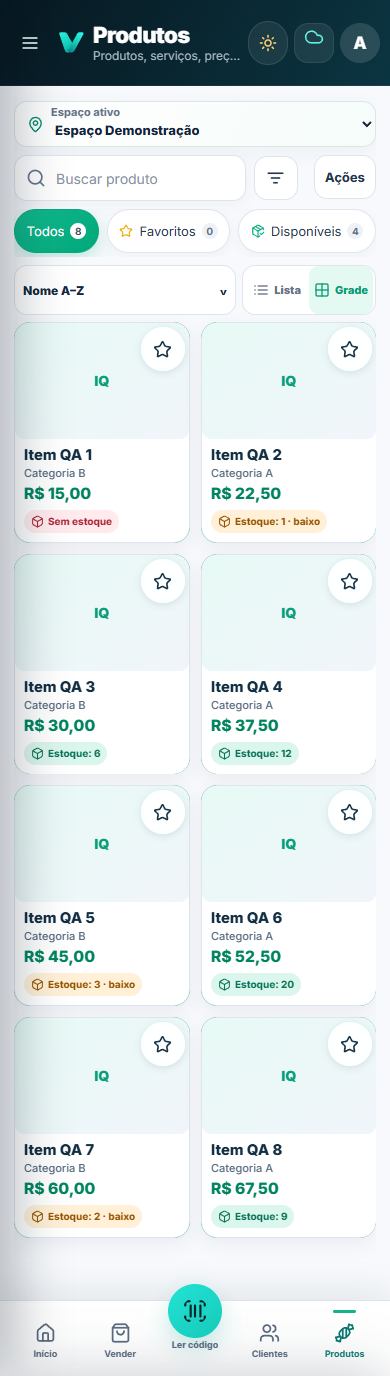 Produtos
Produtos, serviços, preç...
A
Espaço ativo
Espaço Demonstração
Buscar produto
Ações
Todos 8
Favoritos 0
Disponíveis 4
Nome A–Z
v
Lista
Grade
IQ
Item QA 1
Categoria B
R$ 15,00
Sem estoque
IQ
Item QA 2
Categoria A
R$ 22,50
Estoque: 1 · baixo
IQ
Item QA 3
Categoria B
R$ 30,00
Estoque: 6
IQ
Item QA 4
Categoria A
R$ 37,50
Estoque: 12
IQ
Item QA 5
Categoria B
R$ 45,00
Estoque: 3 · baixo
IQ
Item QA 6
Categoria A
R$ 52,50
Estoque: 20
IQ
Item QA 7
Categoria B
R$ 60,00
Estoque: 2 · baixo
IQ
Item QA 8
Categoria A
R$ 67,50
Estoque: 9
Início
Vender
Ler código
Clientes
Produtos